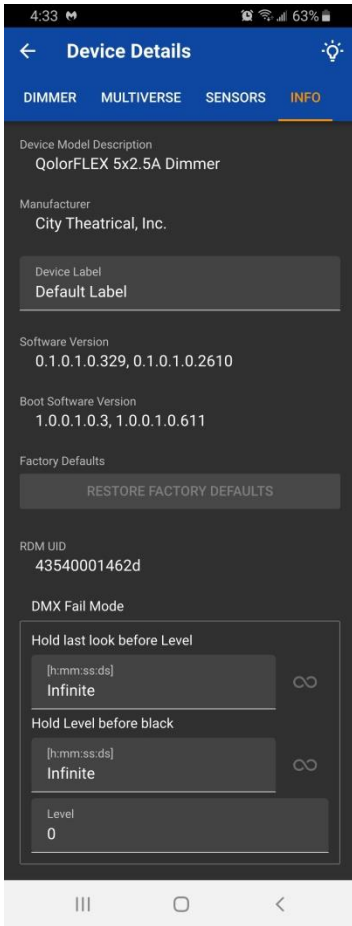 4:33
63%
Device Details
DIMMER MULTIVERSE SENSORS INFO
Device Model Description
QolorFLEX 5x2.5A Dimmer
Manufacturer
City Theatrical, Inc.
Device Label
Default Label
Software Version
0.1.0.1.0.329, 0.1.0.1.0.2610
Boot Software Version
1.0.0.1.0.3, 1.0.0.1.0.611
Factory Defaults
RESTORE FACTORY DEFAULTS
RDM UID
43540001462d
DMX Fail Mode
Hold last look before Level
[h:mm:ss:ds]
Infinite
Hold Level before black
[h:mm:ss:ds]
Infinite
Level
0